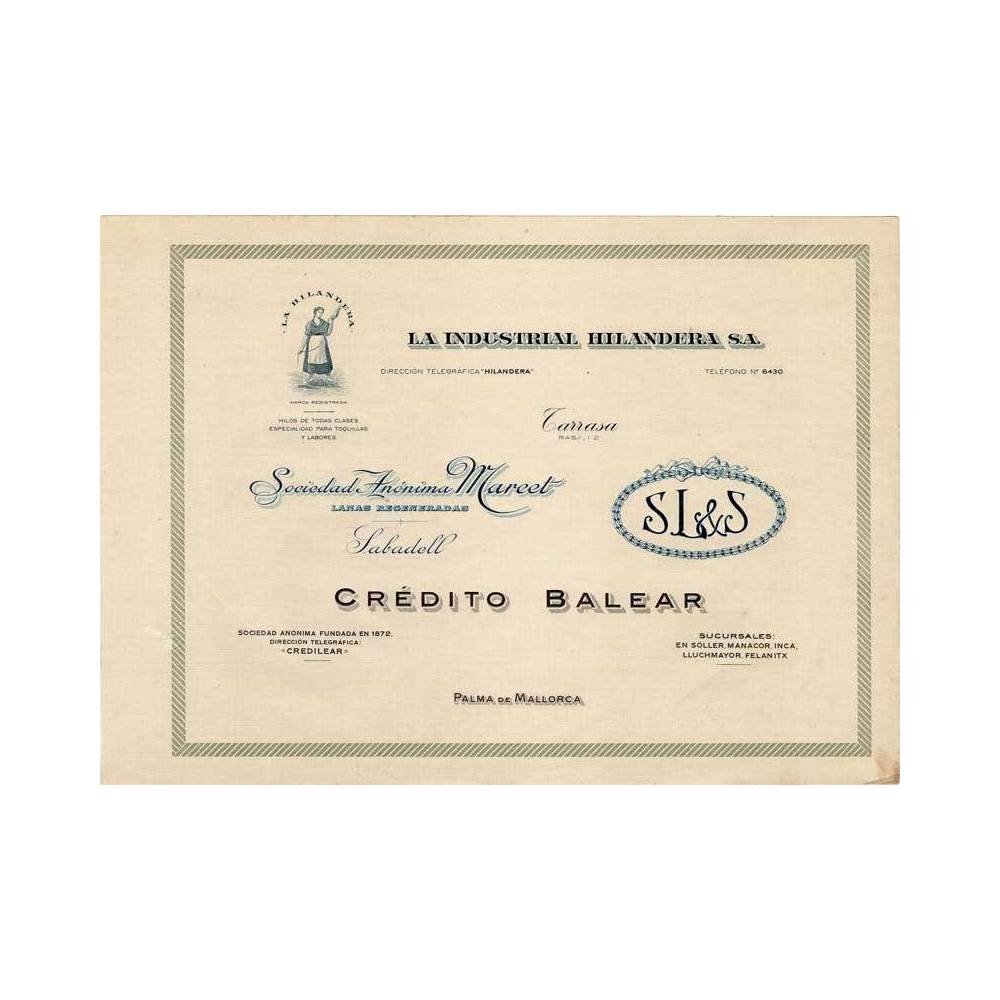 · LA HILANDERA ·
LA INDUSTRIAL HILANDERA S.A.
DIRECCIÓN TELEGRÁFICA "HILANDERA"
TELÉFONO Nº 6430
MARCA REGISTRADA
HILOS DE TODAS CLASES
ESPECIALIDAD PARA TOQUILLAS
Y LABORES
Tarrasa
Sociedad Anónima Marcet
LANAS REGENERADAS
Sabadell
SL&S
CRÉDITO BALEAR
SOCIEDAD ANÓNIMA FUNDADA EN 1872.
DIRECCIÓN TELEGRÁFICA:
«CREDILEAR»
SUCURSALES:
EN SÓLLER, MANACOR, INCA,
LLUCHMAYOR, FELANITX
PALMA DE MALLORCA